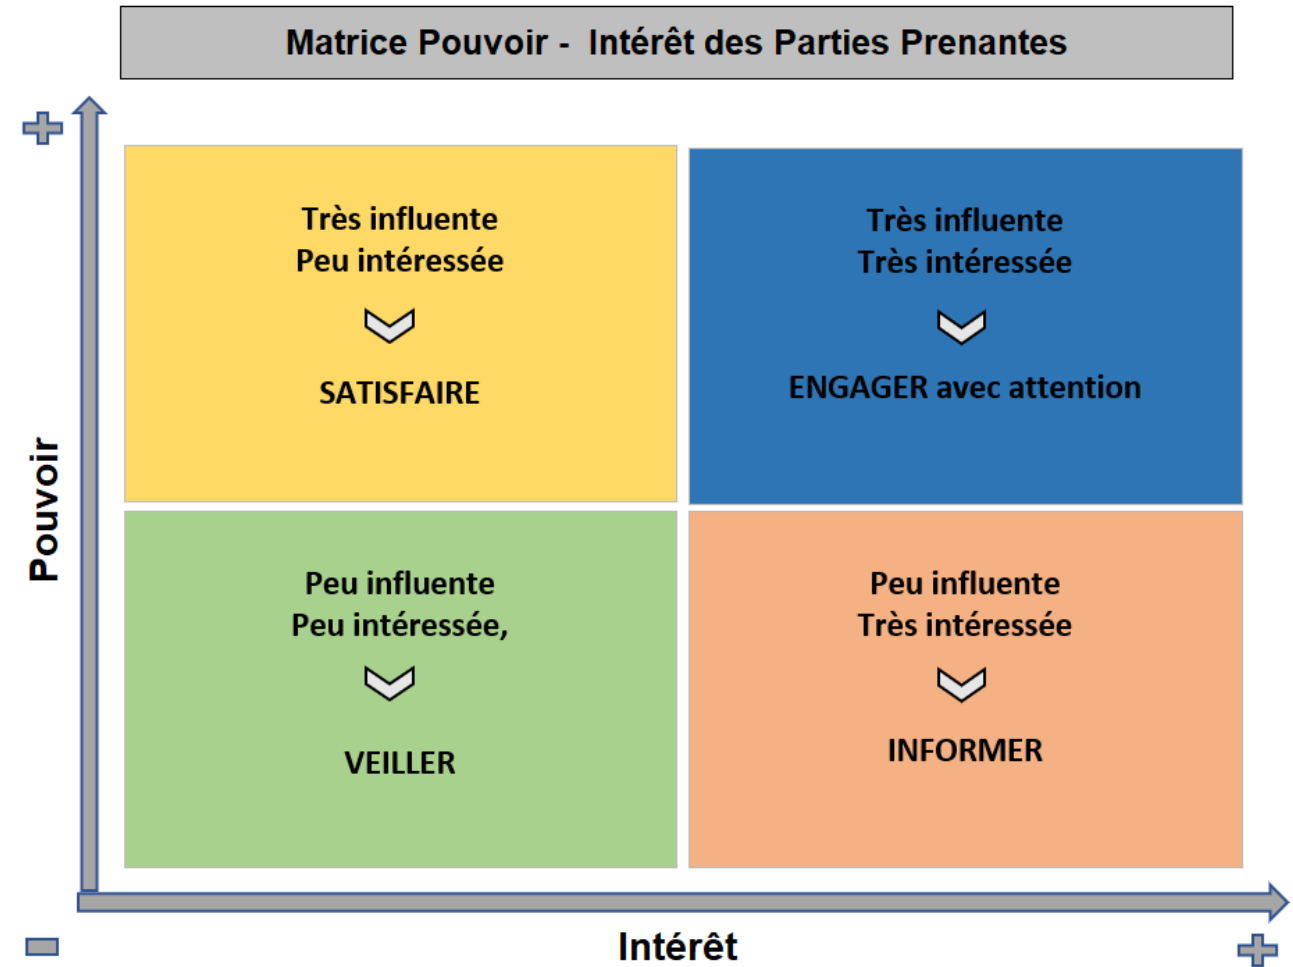 Matrice Pouvoir - Intérêt des Parties Prenantes
Très influente
Peu intéressée
SATISFAIRE
Très influente
Très intéressée
ENGAGER avec attention
Pouvoir
Peu influente
Peu intéressée,
VEILLER
Peu influente
Très intéressée
INFORMER
Intérêt